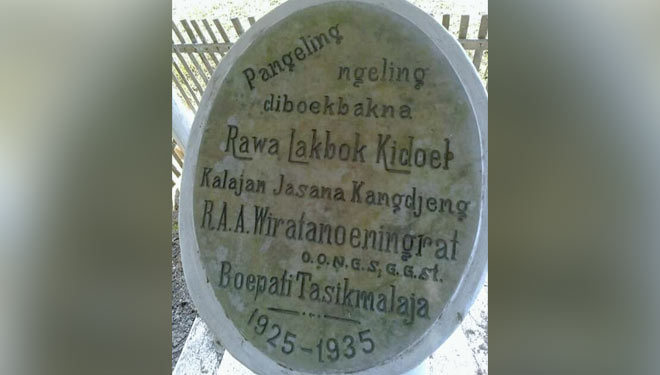 Pangeling
ngeling
diboekbakna
Rawa Lakbok Kidoel
Kalajan Jasana Kangdjeng
R.A.A. Wiratanoeningrat
O.O.N.G.S, G.G.St.
Boepati Tasikmalaja
1925-1935